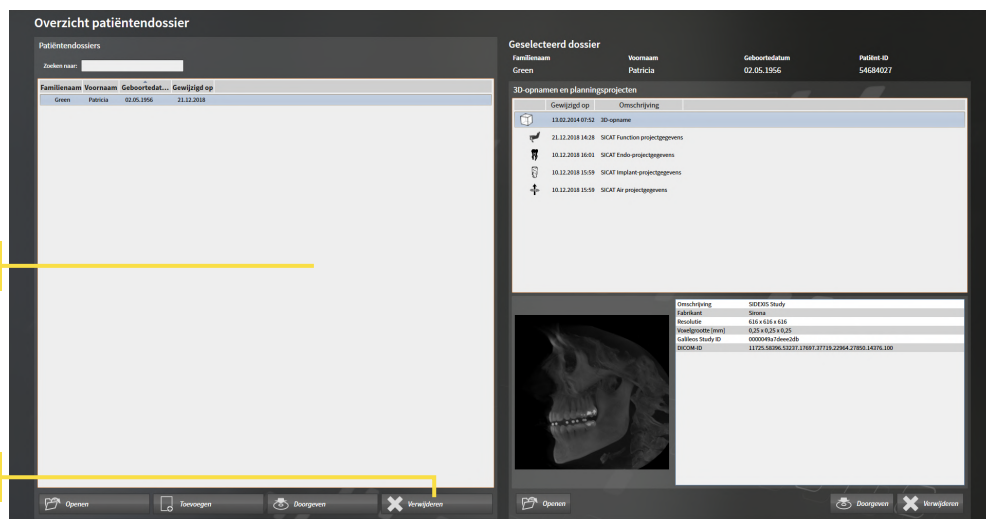 Overzicht patiëntendossier
Patiëntendossiers
Zoeken naar:
Familienaam Voornaam Geboortedat... Gewijzigd op
Green Patricia 02.05.1956 21.12.2018
Openen Toevoegen Doorgeven Verwijderen
Geselecteerd dossier
Familienaam Voornaam Geboortedatum Patiënt-ID
Green Patricia 02.05.1956 54684027
3D-opnamen en planningsprojecten
Gewijzigd op Omschrijving
13.02.2014 07:52 3D-opname
21.12.2018 14:28 SICAT Function projectgegevens
10.12.2018 16:01 SICAT Endo-projectgegevens
10.12.2018 15:59 SICAT Implant-projectgegevens
10.12.2018 15:59 SICAT Air projectgegevens
Omschrijving SIDEXIS Study
Fabrikant Sirona
Resolutie 616 x 616 x 616
Voxelgrootte [mm] 0,25 x 0,25 x 0,25
Galileos Study ID 0000049a7deee2db
DICOM-ID 11725.58396.53237.17697.37719.22964.27850.14376.100
Openen Doorgeven Verwijderen